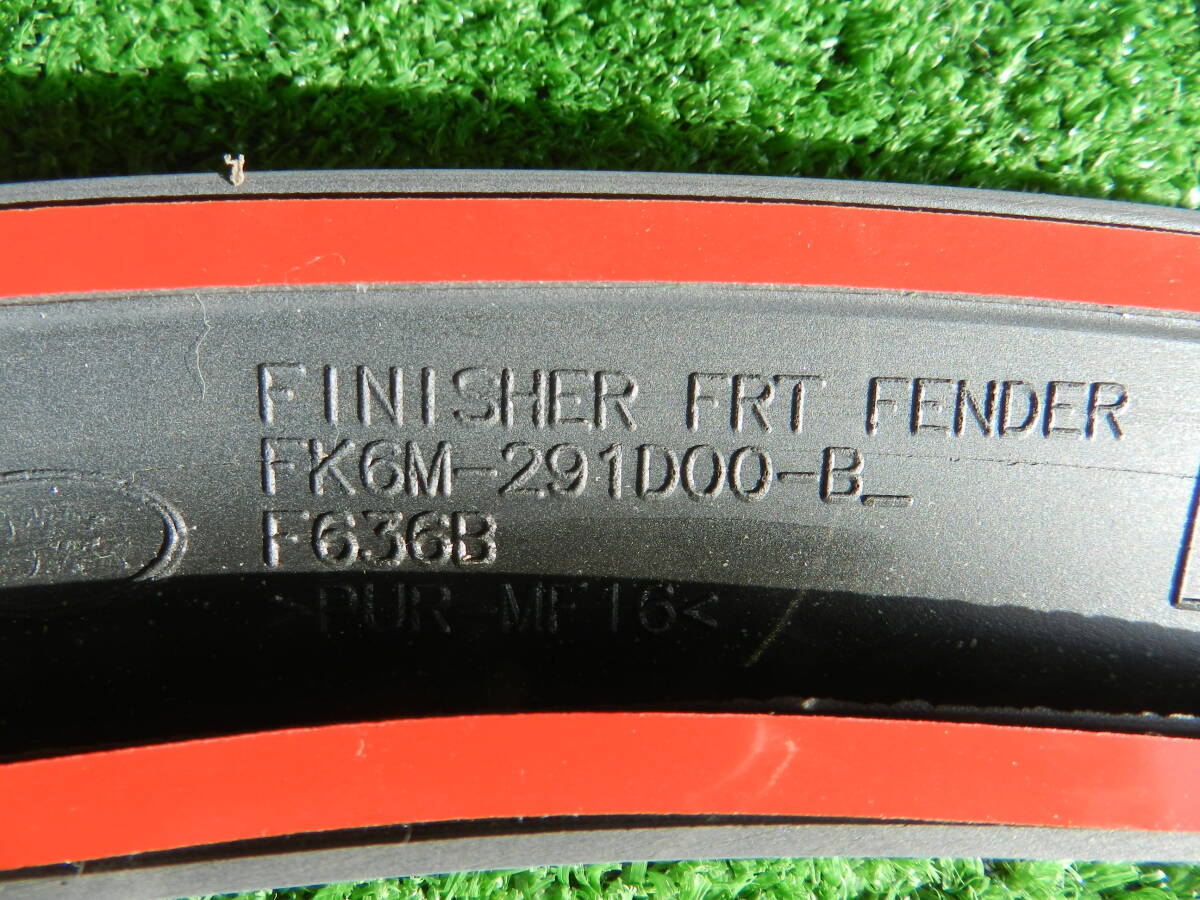 FINISHER FRT FENDER
FK6M-291D00-B_
F636B
>PUR-MF16<